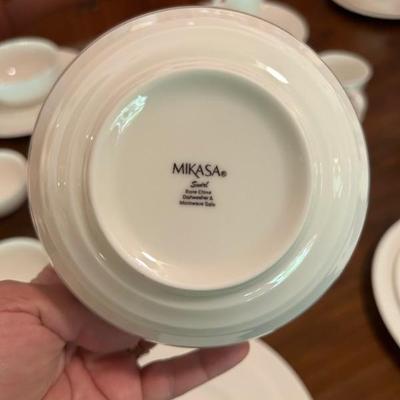 MIKASA®
Swirl
Bone China
Dishwasher &
Microwave Safe